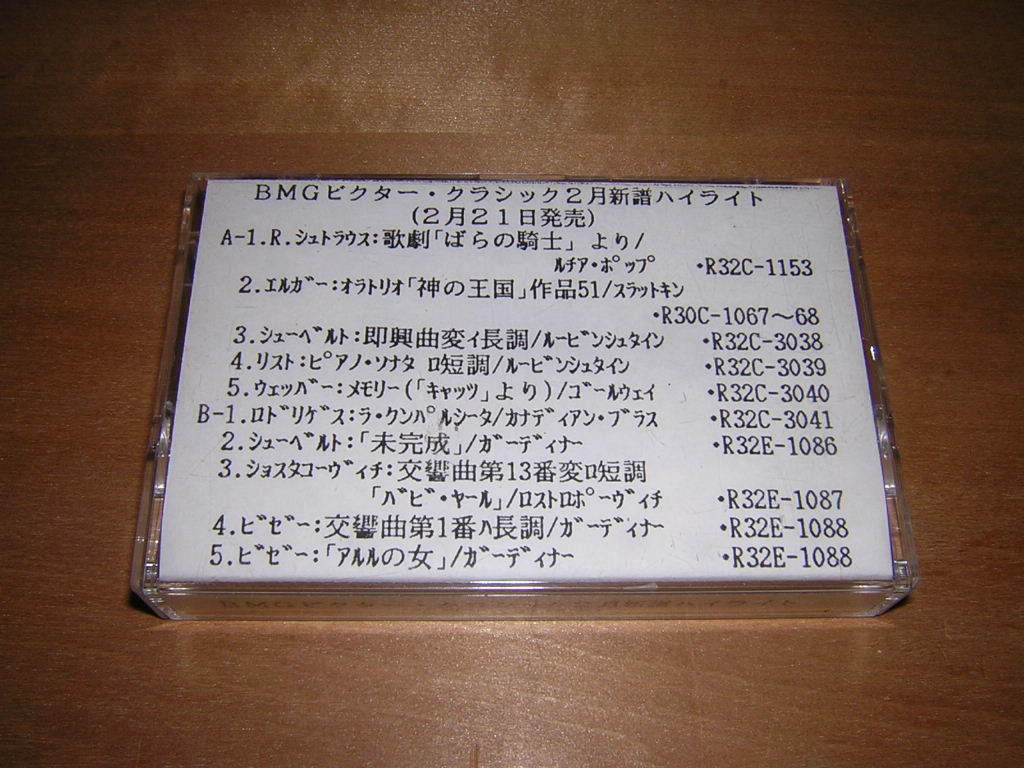 BMGビクター・クラシック2月新譜ハイライト
(2月21日発売)
A-1.R.シュトラウス:歌劇「ばらの騎士」より/
ルチア・ポップ ・R32C-1153
2.エルガー:オラトリオ「神の王国」作品51/スラットキン
・R30C-1067〜68
3.シューベルト:即興曲変イ長調/ルービンシュタイン ・R32C-3038
4.リスト:ピアノ・ソナタ ロ短調/ルービンシュタイン ・R32C-3039
5.ウェッバー:メモリー(「キャッツ」より)/ゴールウェイ ・R32C-3040
B-1.ロドリゲス:ラ・クンパルシータ/カナディアン・ブラス ・R32C-3041
2.シューベルト:「未完成」/ガーディナー ・R32E-1086
3.ショスタコーヴィチ:交響曲第13番変ロ短調
「バビ・ヤール」/ロストロポーヴィチ ・R32E-1087
4.ビゼー:交響曲第1番ハ長調/ガーディナー ・R32E-1088
5.ビゼー:「アルルの女」/ガーディナー ・R32E-1088